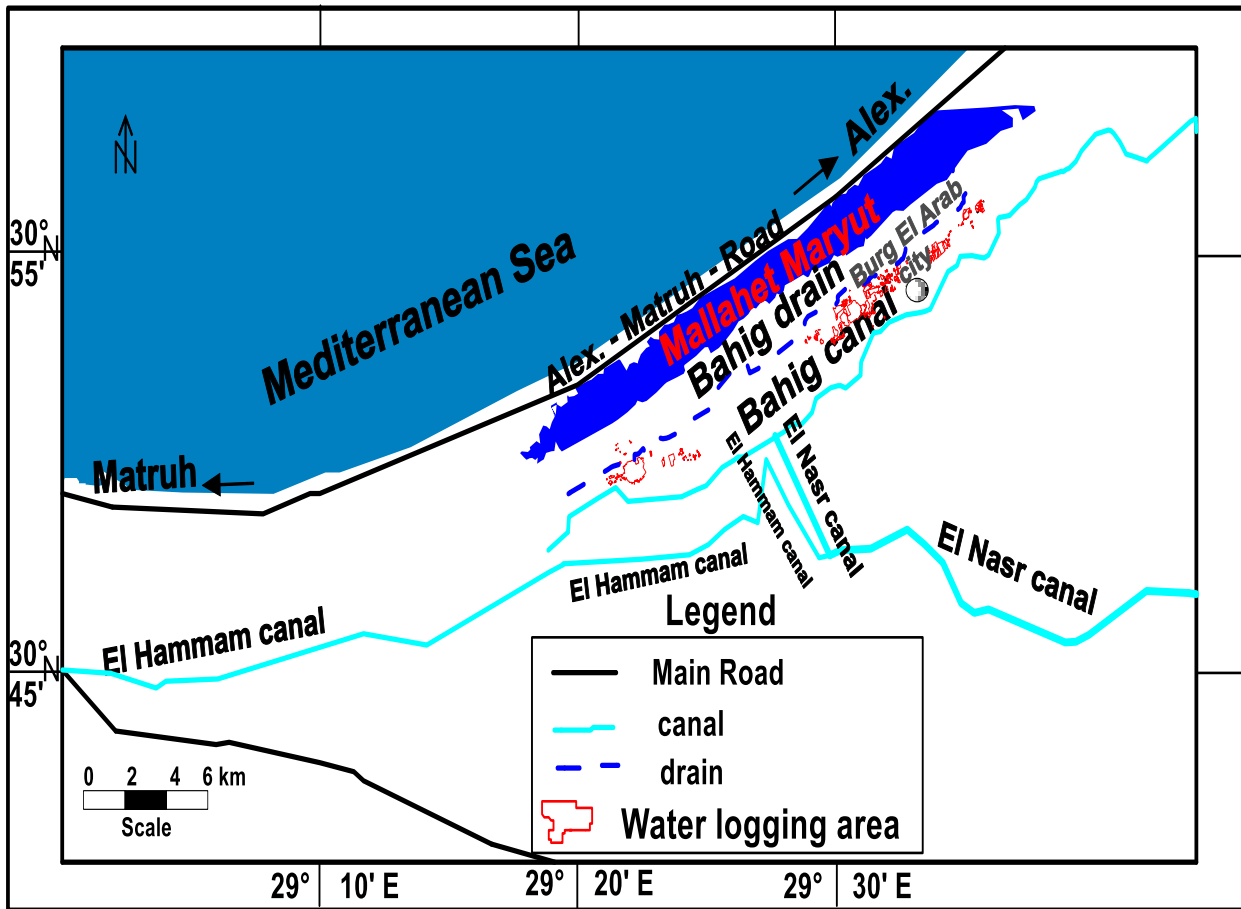 N
Alex.
30°
55'
N
Mediterranean Sea
Alex. - Matruh - Road
Mallahet Maryut
Burg El Arab
city
Bahig drain
Bahig canal
Matruh
El Hammam canal
El Nasr canal
El Nasr canal
El Hammam canal
El Hammam canal
30°
45'
N
Legend
Main Road
canal
drain
Water logging area
0 2 4 6 km
Scale
29° 10' E
29° 20' E
29° 30' E